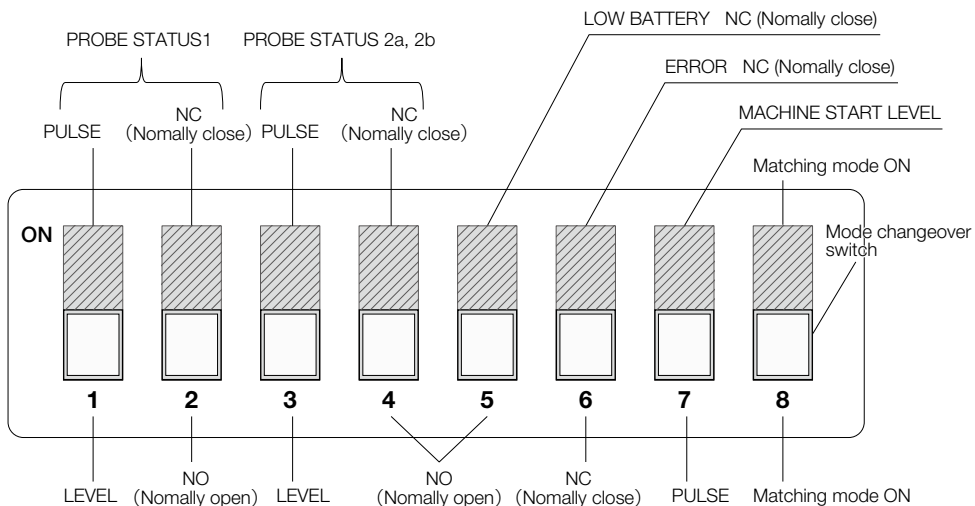 LOW BATTERY NC (Nomally close)
PROBE STATUS1 PROBE STATUS 2a, 2b
ERROR NC (Nomally close)
PULSE NC PULSE NC MACHINE START LEVEL
(Nomally close) (Nomally close)
Matching mode ON
ON Mode changeover
switch
1 2 3 4 5 6 7 8
LEVEL NO LEVEL NO NC PULSE Matching mode ON
(Nomally open) (Nomally open) (Nomally close)